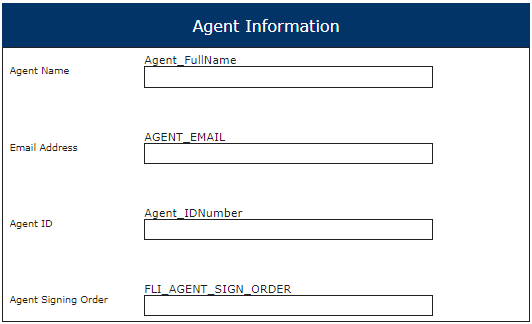 Agent Information
Agent_FullName
Agent Name
AGENT_EMAIL
Email Address
Agent_IDNumber
Agent ID
FLI_AGENT_SIGN_ORDER
Agent Signing Order